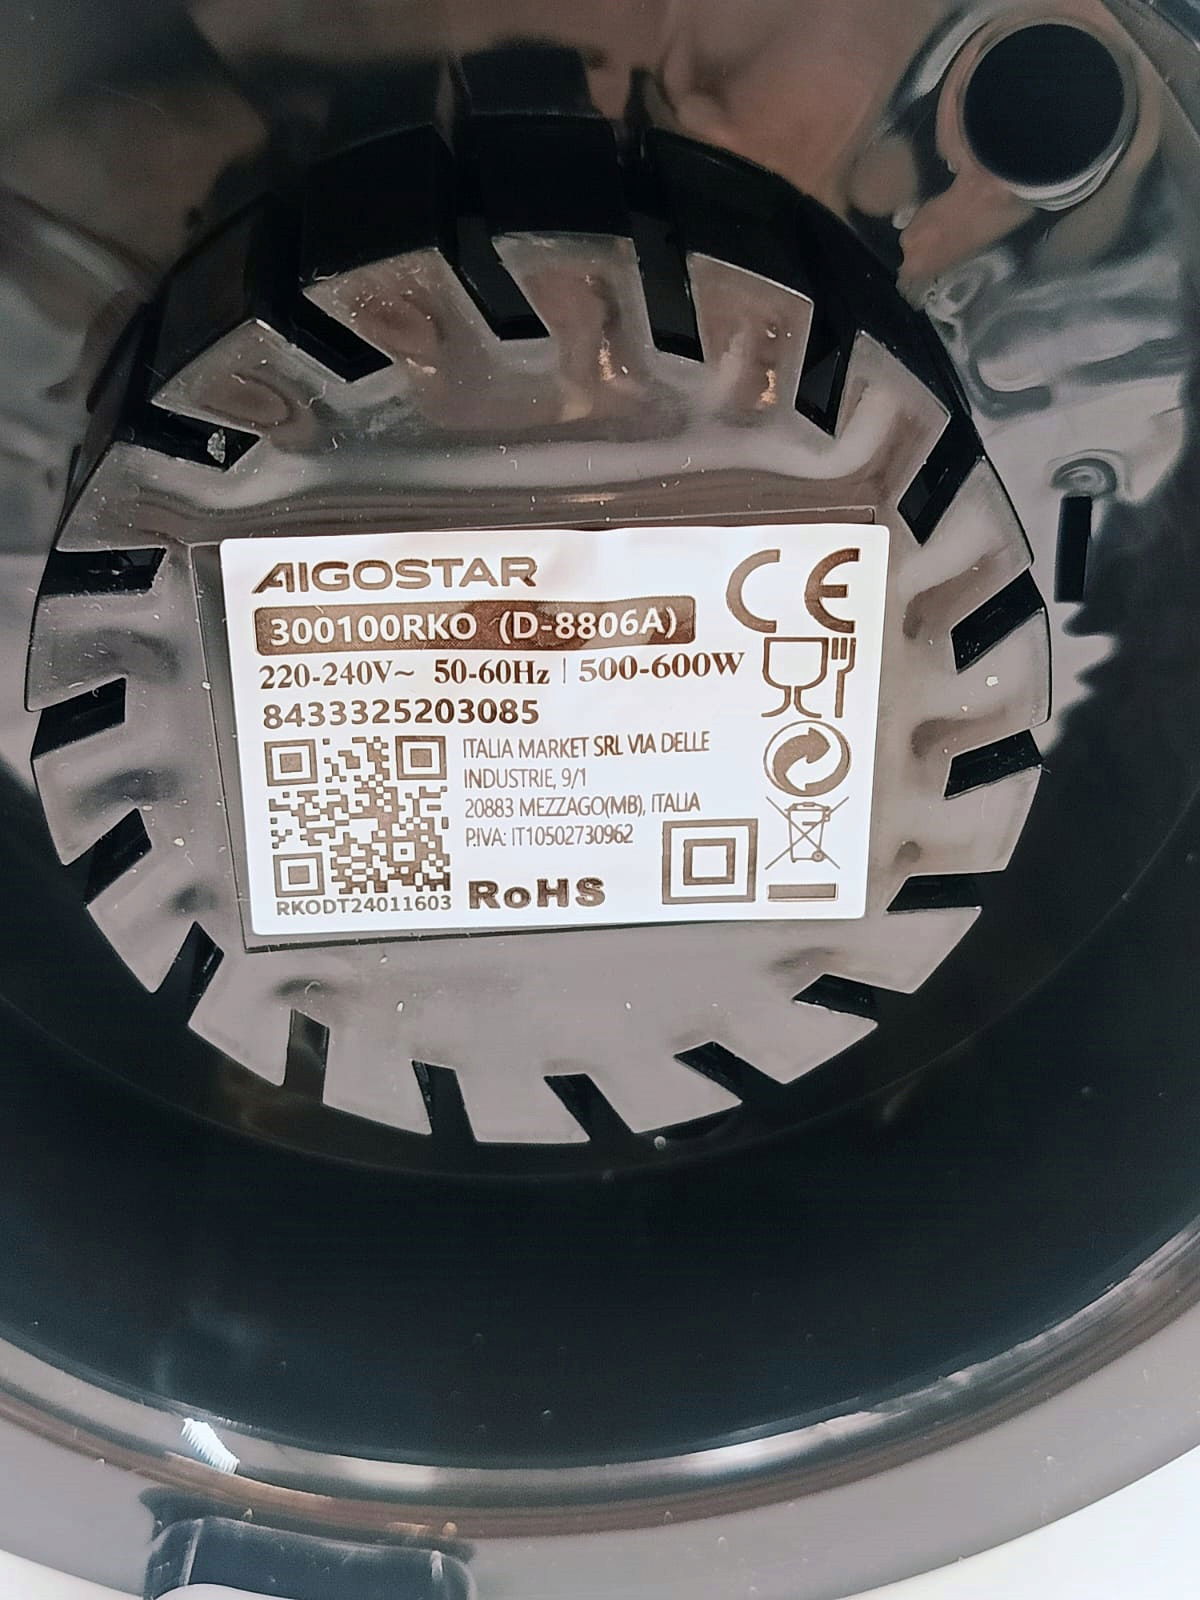 AIGOSTAR
CE
300100RKO (D-8806A)
220-240V~ 50-60Hz | 500-600W
8433325203085
ITALIA MARKET SRL VIA DELLE
INDUSTRIE, 9/1
20883 MEZZAGO(MB), ITALIA
P.IVA: IT10502730962
RKODT24011603
RoHS